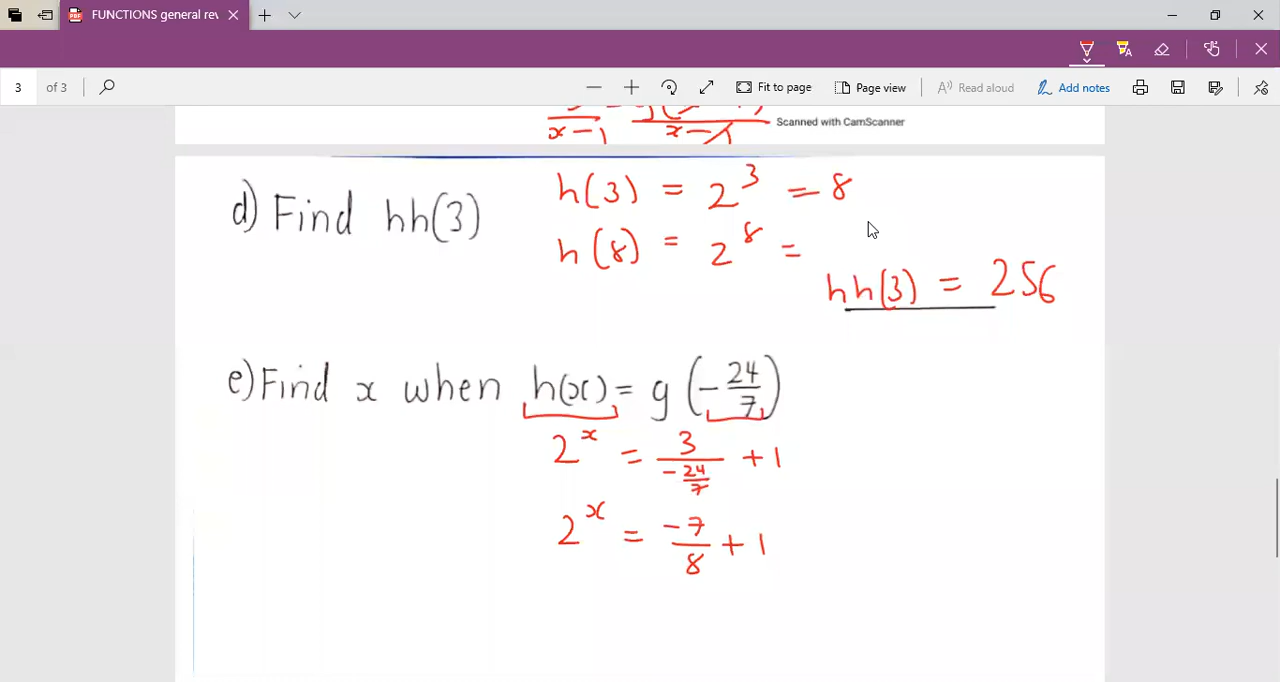 FUNCTIONS general rev
3 of 3
Fit to page
Page view
Read aloud
Add notes
x-1 x-1
Scanned with CamScanner
d) Find hh(3)
h(3) = 2^3 = 8
h(8) = 2^8 =
hh(3) = 256
e) Find x when h(x) = g(-24/7)
2^x = 3/(-24/7) + 1
2^x = -7/8 + 1